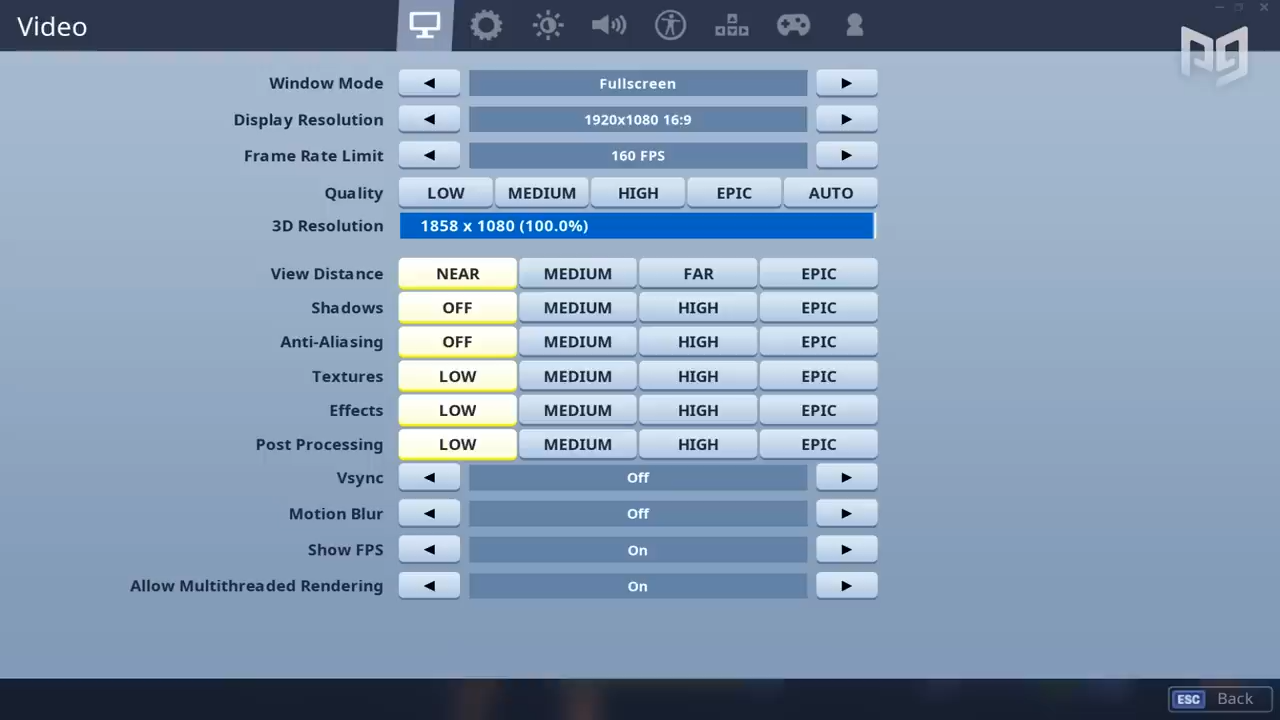 Video
Window Mode ◄ Fullscreen ►
Display Resolution ◄ 1920x1080 16:9 ►
Frame Rate Limit ◄ 160 FPS ►
Quality LOW MEDIUM HIGH EPIC AUTO
3D Resolution 1858 x 1080 (100.0%)
View Distance NEAR MEDIUM FAR EPIC
Shadows OFF MEDIUM HIGH EPIC
Anti-Aliasing OFF MEDIUM HIGH EPIC
Textures LOW MEDIUM HIGH EPIC
Effects LOW MEDIUM HIGH EPIC
Post Processing LOW MEDIUM HIGH EPIC
Vsync ◄ Off ►
Motion Blur ◄ Off ►
Show FPS ◄ On ►
Allow Multithreaded Rendering ◄ On ►
ESC Back